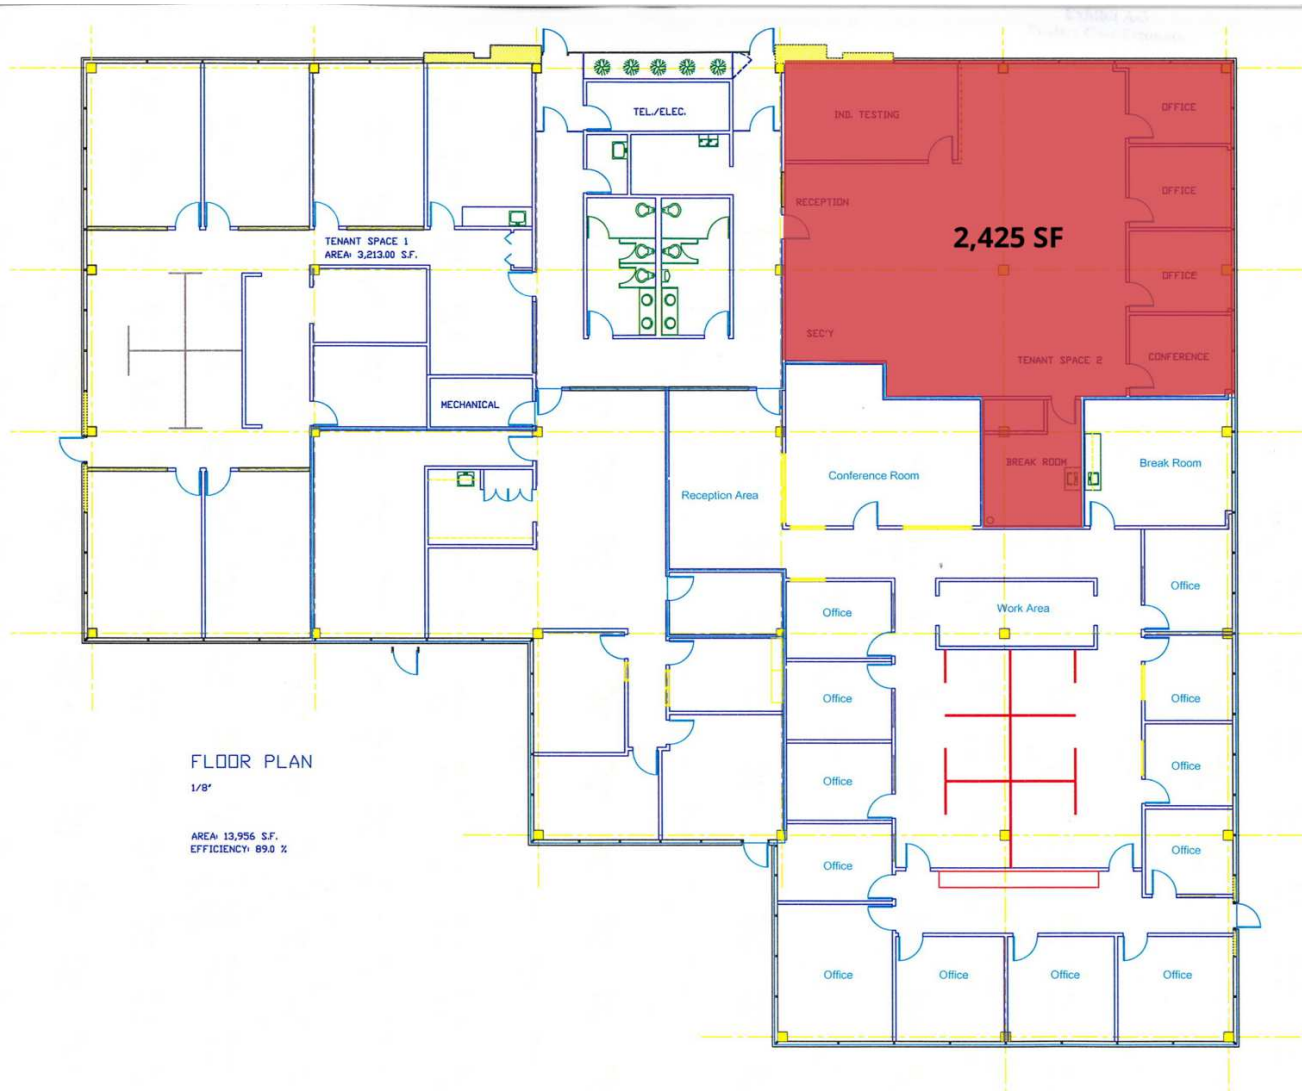 TEL./ELEC.
IND. TESTING
OFFICE
OFFICE
RECEPTION
2,425 SF
TENANT SPACE 1
AREA: 3,213.00 S.F.
OFFICE
SEC'Y
TENANT SPACE 2
CONFERENCE
MECHANICAL
BREAK ROOM
Break Room
Conference Room
Reception Area
Office
Work Area
Office
Office
Office
Office
FLOOR PLAN
1/8"
Office
Office
AREA: 13,956 S.F.
EFFICIENCY: 89.0 %
Office
Office
Office
Office
Office
Office